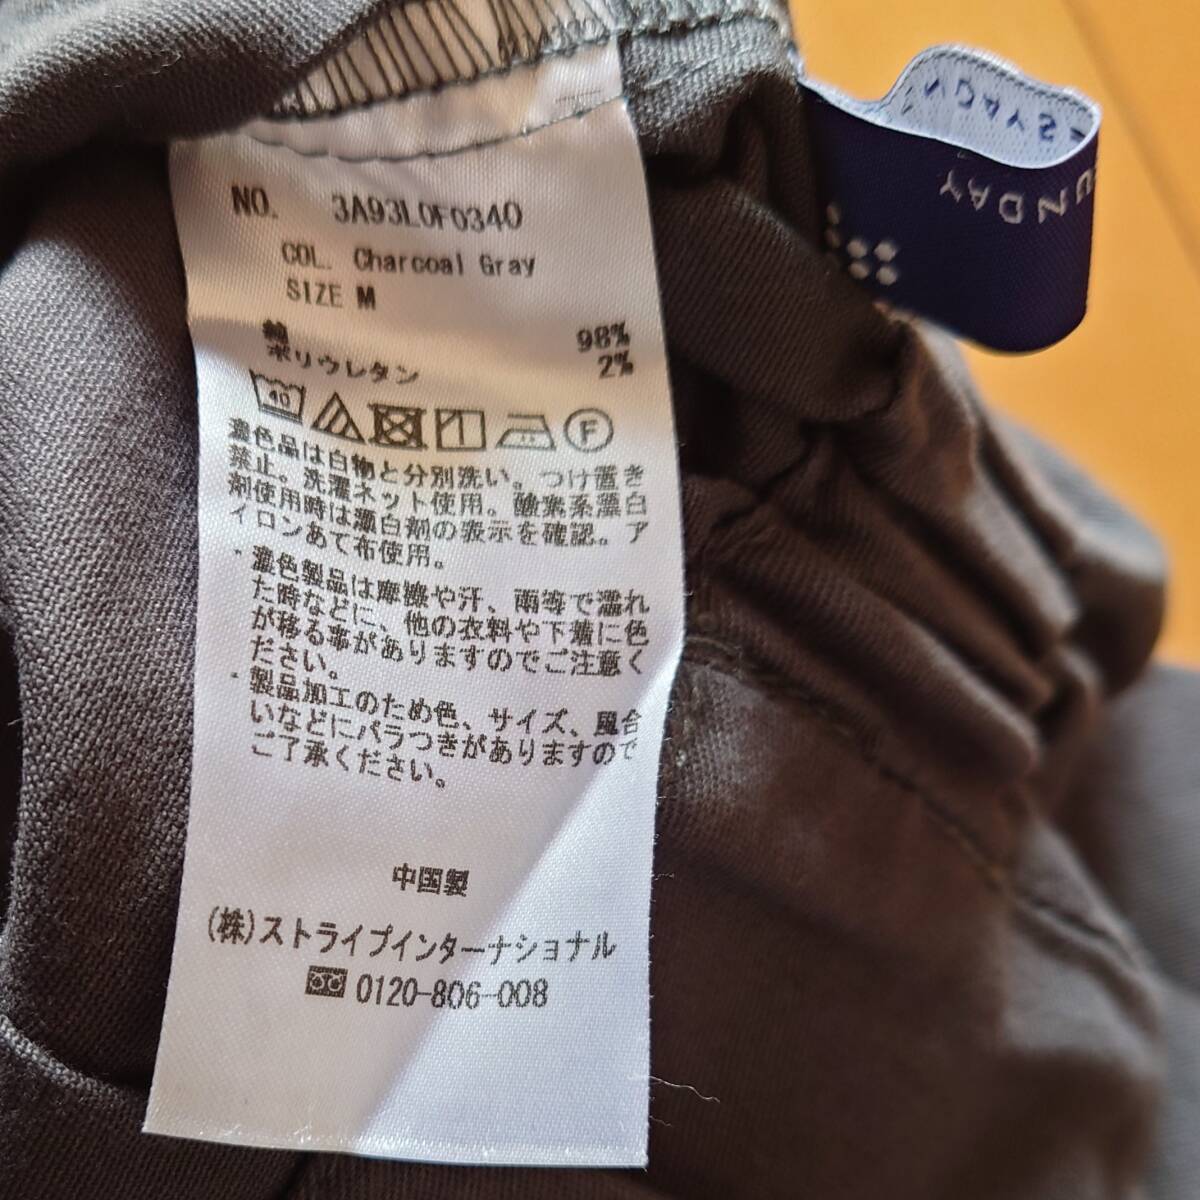 NO. 3A93L0F0340
COL. Charcoal Gray
SIZE M
綿 98%
ポリウレタン 2%
40
F
濃色品は白物と分別洗い。つけ置き
禁止。洗濯ネット使用。酸素系漂白
剤使用時は漂白剤の表示を確認。ア
イロンあて布使用。
・濃色製品は摩擦や汗、雨等で濡れ
た時などに、他の衣料や下着に色
が移る事がありますのでご注意く
ださい。
・製品加工のため色、サイズ、風合
いなどにバラつきがありますので
ご了承ください。
中国製
(株)ストライプインターナショナル
0120-806-008
UNDAY